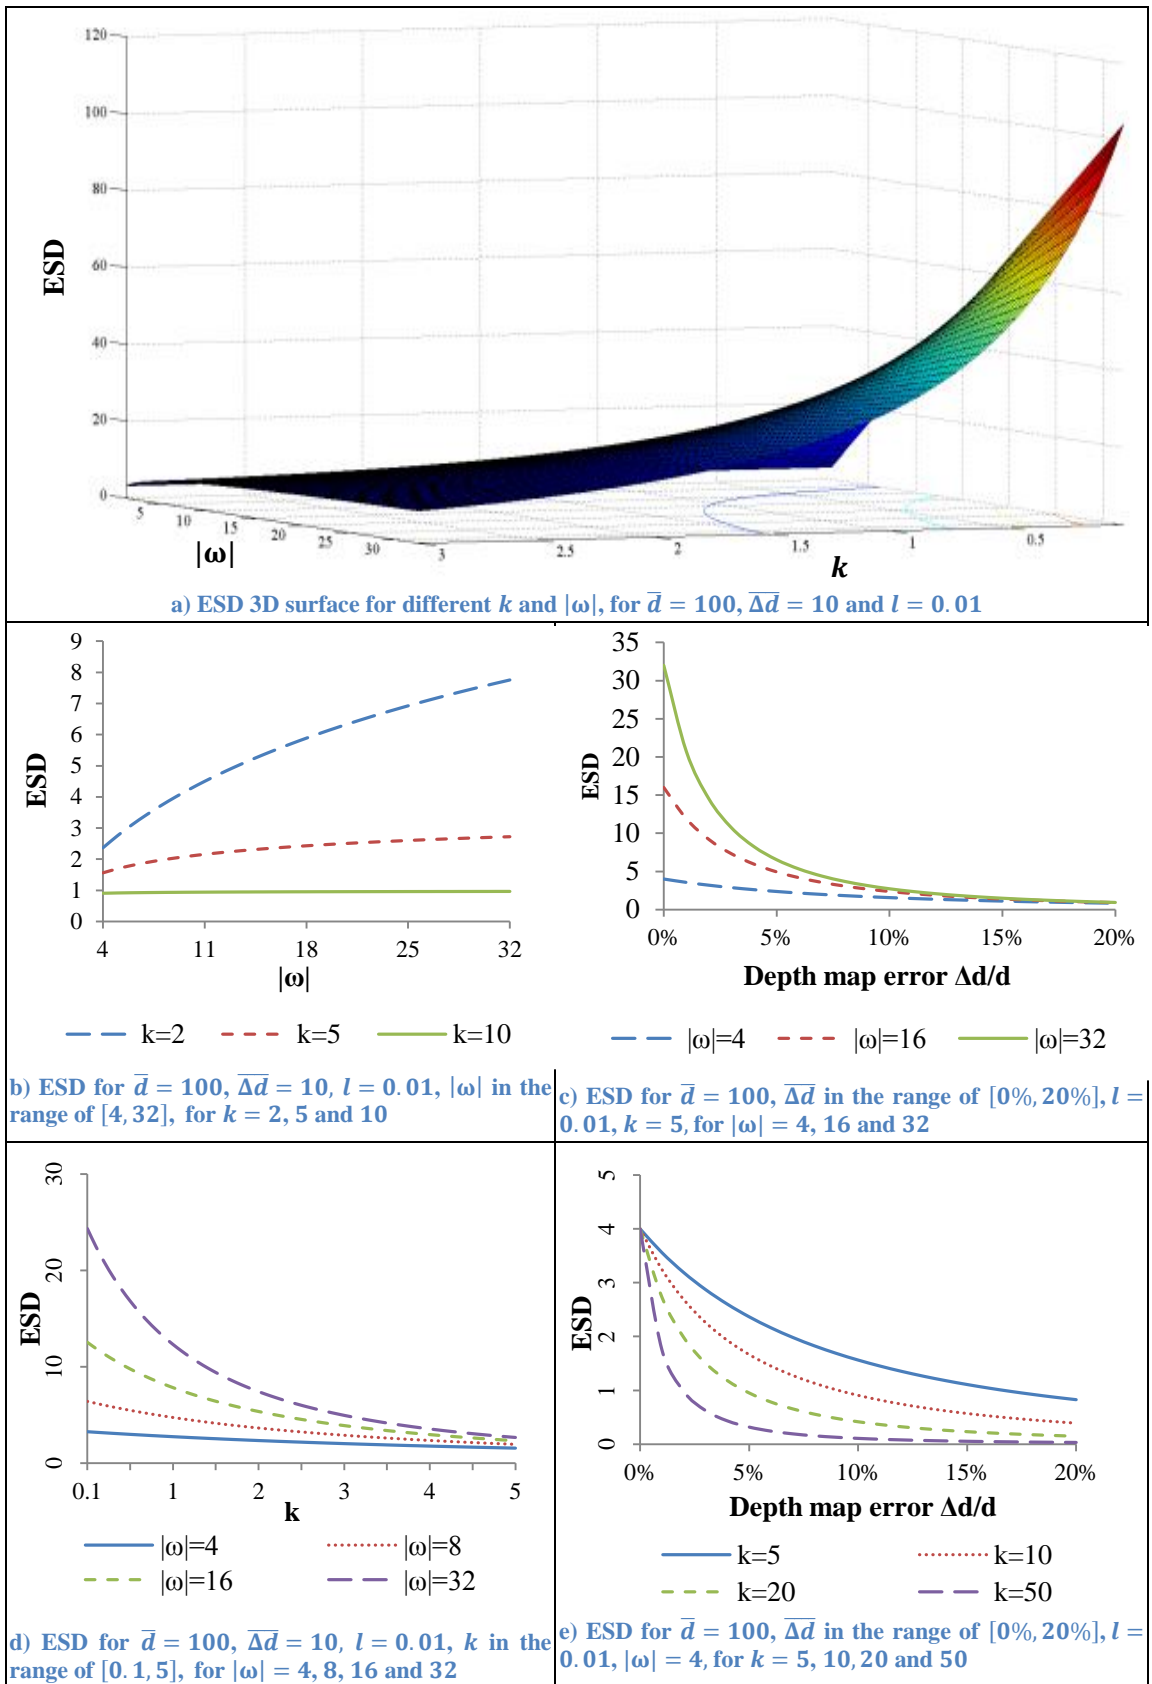 120
100
80
60
40
20
0
ESD
5
10
15
20
25
30
|ω|
3
2.5
2
1.5
1
0.5
k
a) ESD 3D surface for different k and |ω|, for d̅ = 100, Δ̅d̅ = 10 and l = 0.01
9
8
7
6
5
4
3
2
1
0
ESD
4 11 18 25 32
|ω|
k=2 k=5 k=10
b) ESD for d̅ = 100, Δ̅d̅ = 10, l = 0.01, |ω| in the
range of [4, 32], for k = 2, 5 and 10
35
30
25
20
15
10
5
0
ESD
0% 5% 10% 15% 20%
Depth map error Δd/d
|ω|=4 |ω|=16 |ω|=32
c) ESD for d̅ = 100, Δ̅d̅ in the range of [0%, 20%], l =
0.01, k = 5, for |ω| = 4, 16 and 32
30
20
10
0
ESD
0.1 1 2 3 4 5
k
|ω|=4 |ω|=8
|ω|=16 |ω|=32
d) ESD for d̅ = 100, Δ̅d̅ = 10, l = 0.01, k in the
range of [0.1, 5], for |ω| = 4, 8, 16 and 32
5
4
3
2
1
0
ESD
0% 5% 10% 15% 20%
Depth map error Δd/d
k=5 k=10
k=20 k=50
e) ESD for d̅ = 100, Δ̅d̅ in the range of [0%, 20%], l =
0.01, |ω| = 4, for k = 5, 10, 20 and 50